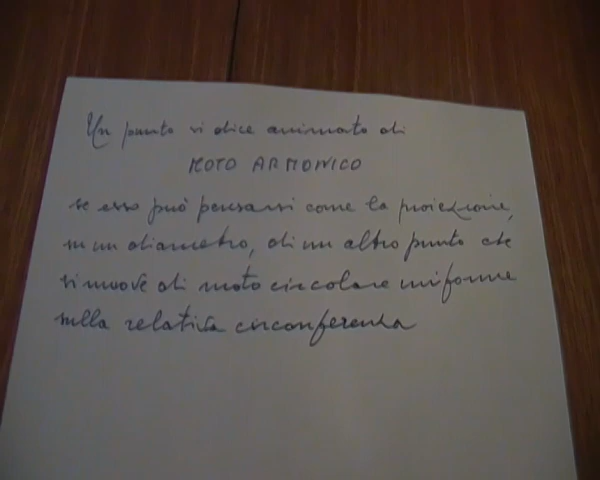 Un punto si dice animato di
MOTO ARMONICO
se esso può pensarsi come la proiezione,
su un diametro, di un altro punto che
si muove di moto circolare uniforme
sulla relativa circonferenza